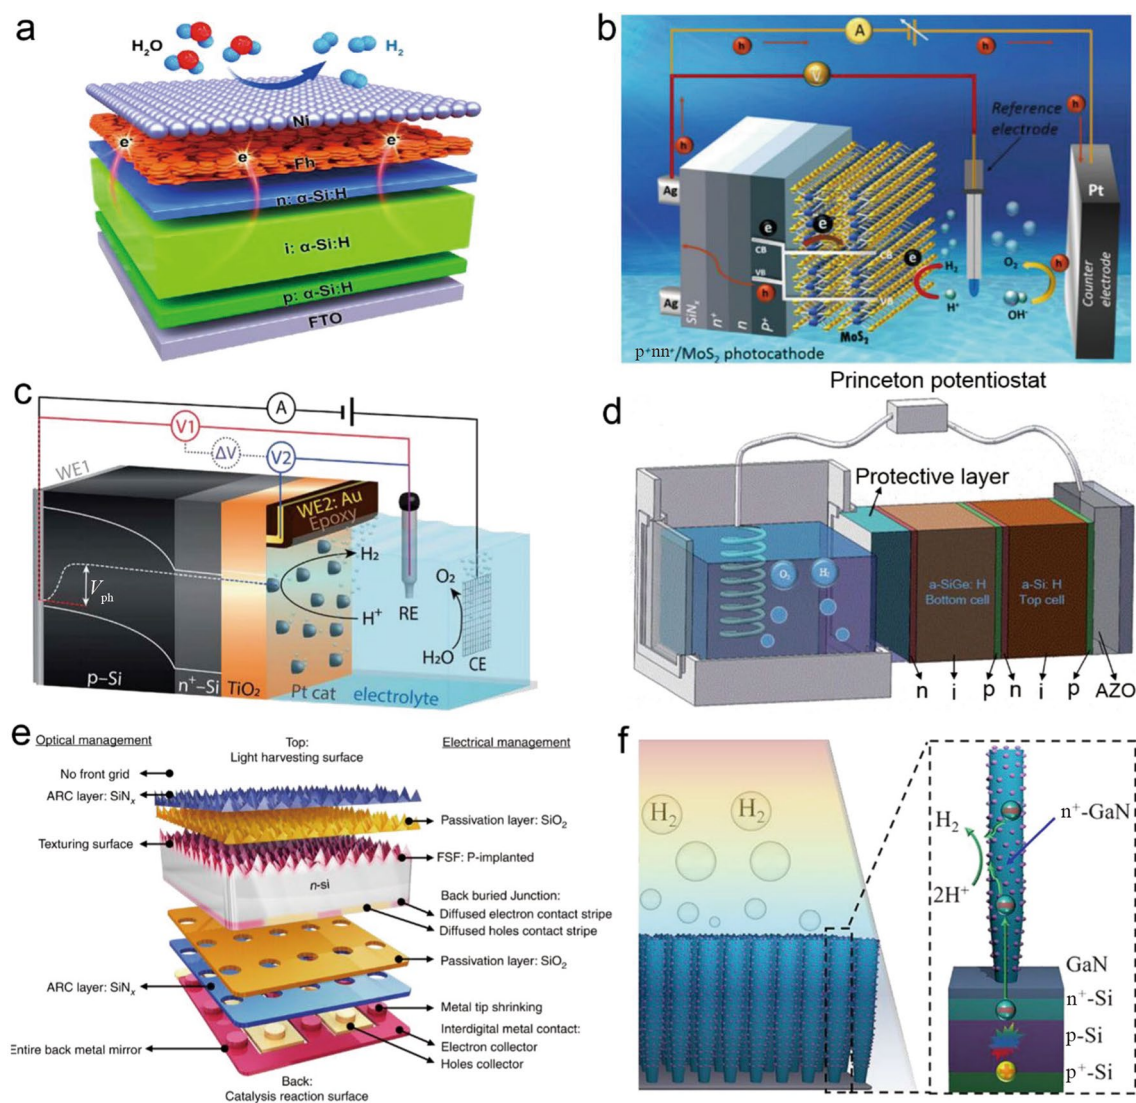 a
H₂O
H₂
Ni
e⁻
e⁻
e⁻
Fh
n: α-Si:H
i: α-Si:H
p: α-Si:H
FTO
b
A
h
h
V
Reference
electrode
h
h
Ag
Pt
e
e
CB
CB
VB
h
VB
e
H₂
H⁺
O₂
h
OH⁻
Counter
electrode
Ag
SiNₓ
n⁺
n
P⁺
MoS₂
p⁺nn⁺/MoS₂ photocathode
c
A
V1
ΔV
V2
WE1
WE2: Au
Epoxy
H₂
V ph
H⁺
RE
O₂
H₂O
CE
p–Si
n⁺–Si
TiO₂
Pt cat
electrolyte
Princeton potentiostat
d
Protective layer
O₂
H₂
a-SiGe: H
Bottom cell
a-Si: H
Top cell
n
i
p
n
i
p
AZO
e
Optical management
Top:
Light harvesting surface
Electrical management
No front grid
ARC layer: SiNₓ
Passivation layer: SiO₂
Texturing surface
FSF: P-implanted
n-si
Back buried Junction:
Diffused electron contact stripe
Diffused holes contact stripe
Passivation layer: SiO₂
ARC layer: SiNₓ
Metal tip shrinking
Interdigital metal contact:
Entire back metal mirror
Electron collector
Holes collector
Back:
Catalysis reaction surface
f
H₂
H₂
n⁺-GaN
H₂
2H⁺
GaN
n⁺-Si
p-Si
p⁺-Si